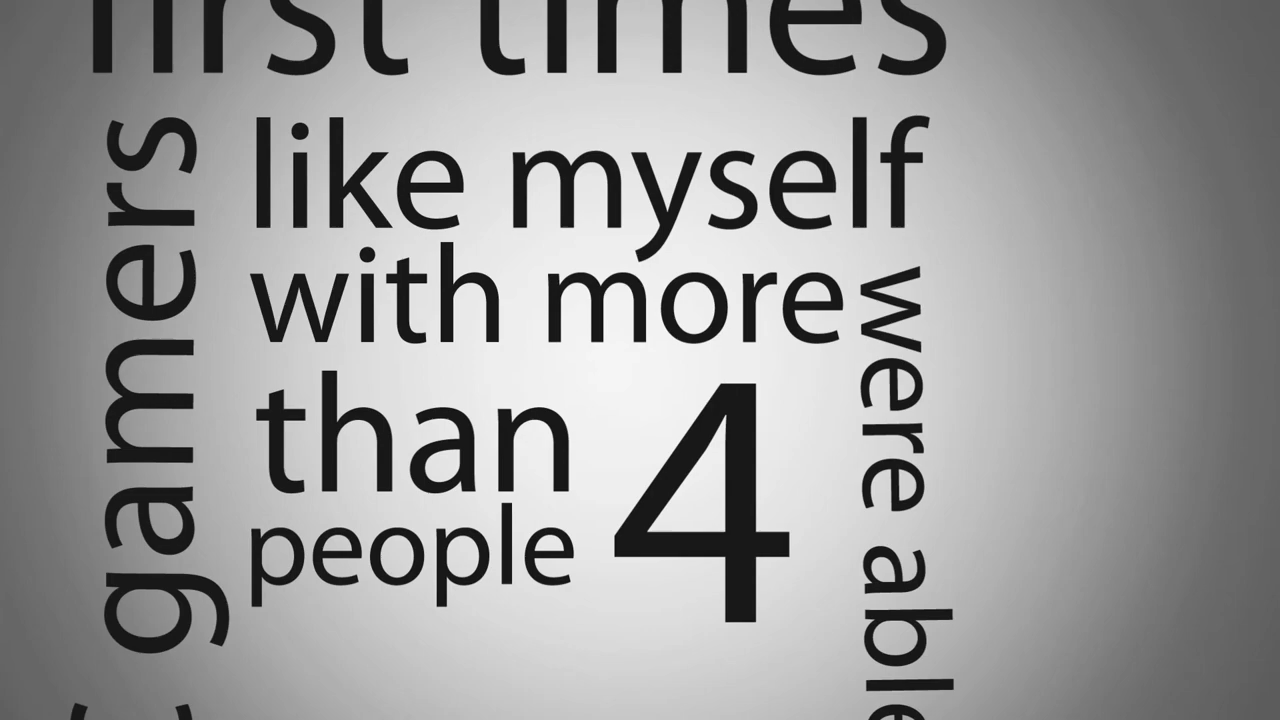 first times
gamers
like myself
with more
than 4
people
were able